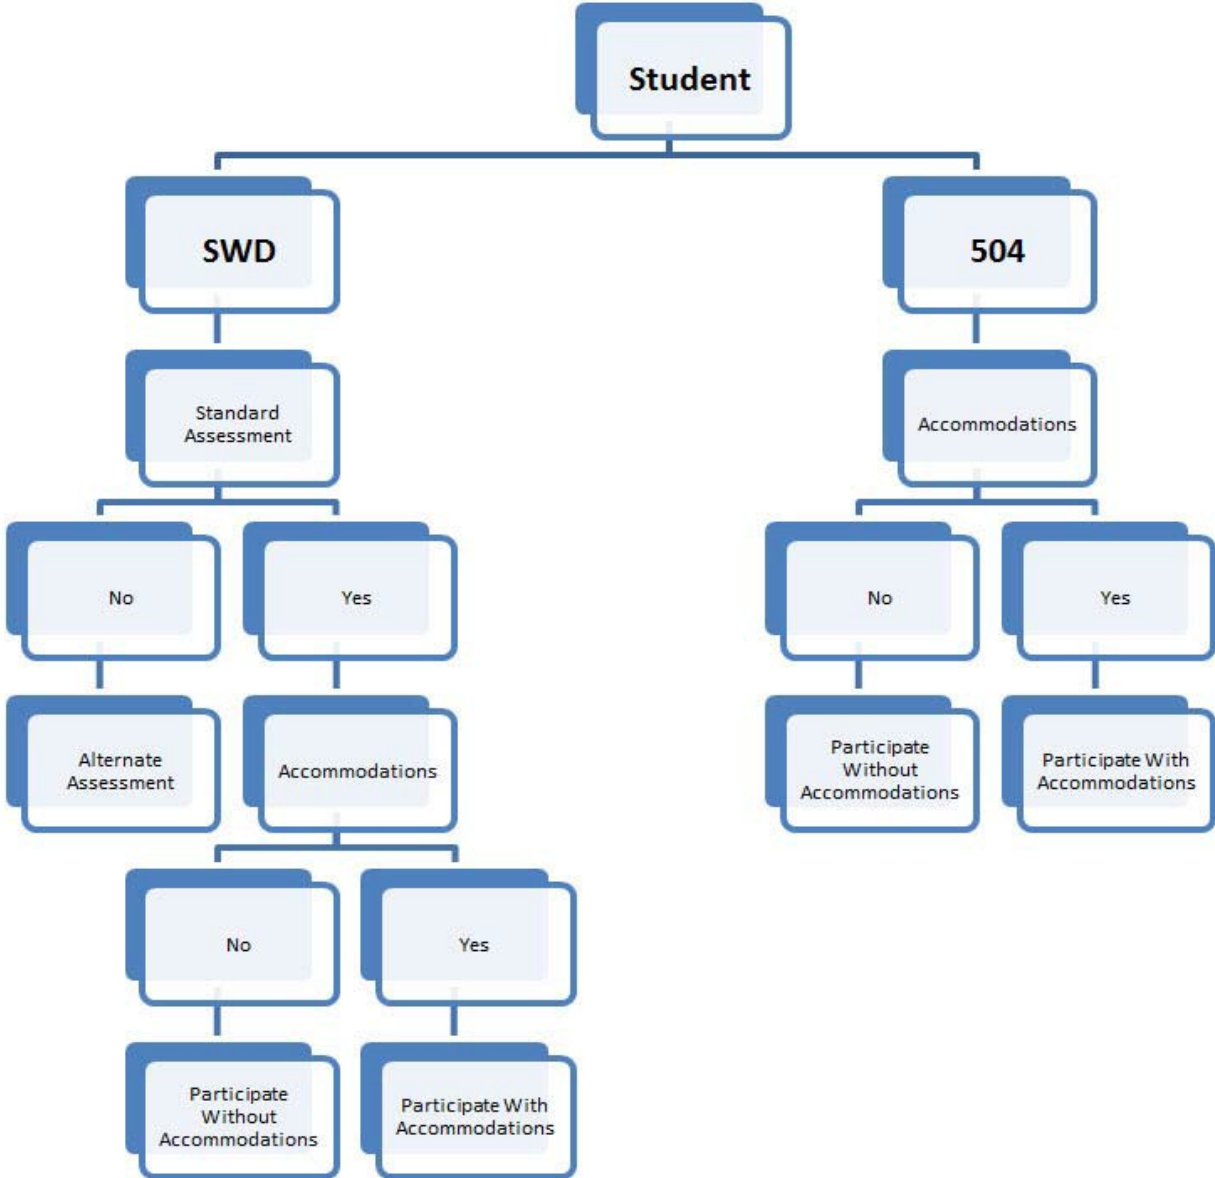 Student
SWD
504
Standard
Assessment
Accommodations
No
Yes
No
Yes
Alternate
Assessment
Accommodations
Participate
Without
Accommodations
Participate With
Accommodations
No
Yes
Participate
Without
Accommodations
Participate With
Accommodations